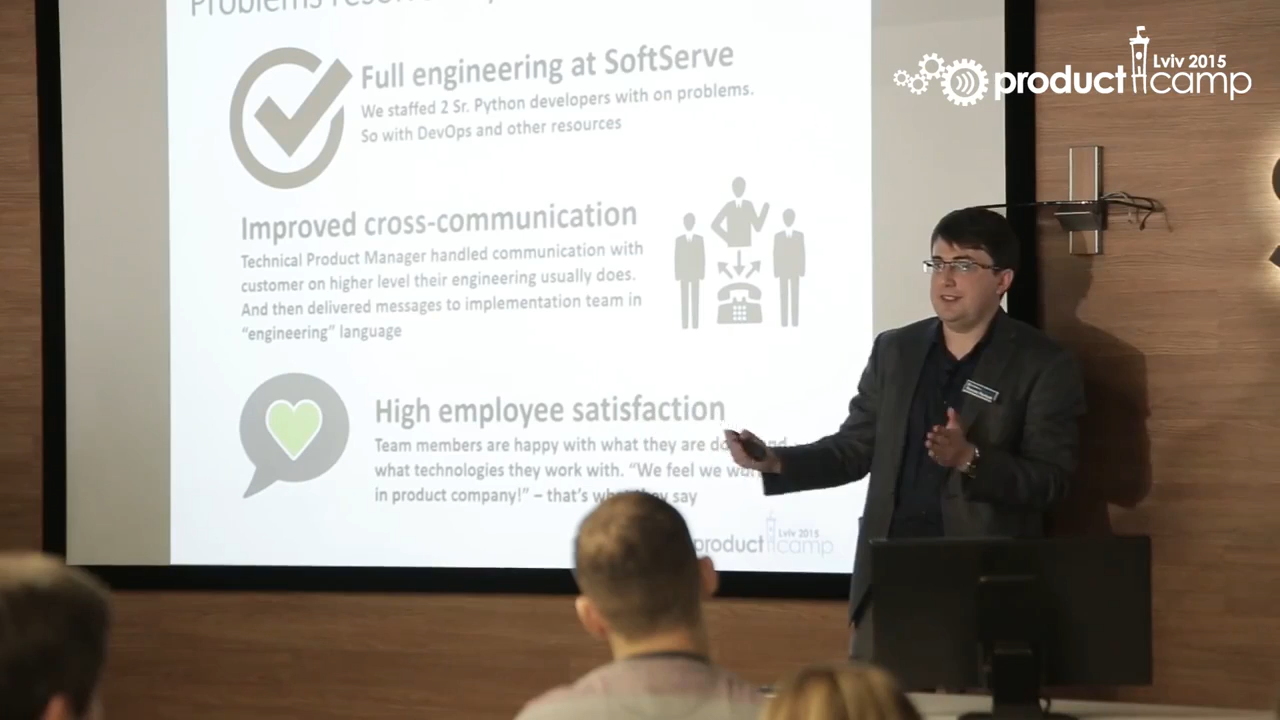 Problems
Lviv 2015
product camp
Full engineering at SoftServe
We staffed 2 Sr. Python developers with on problems.
So with DevOps and other resources
Improved cross-communication
Technical Product Manager handled communication with
customer on higher level their engineering usually does.
And then delivered messages to implementation team in
“engineering” language
High employee satisfaction
Team members are happy with what they are
what technologies they work with. “We feel we
in product company!” – that’s say
Lviv 2015
product camp